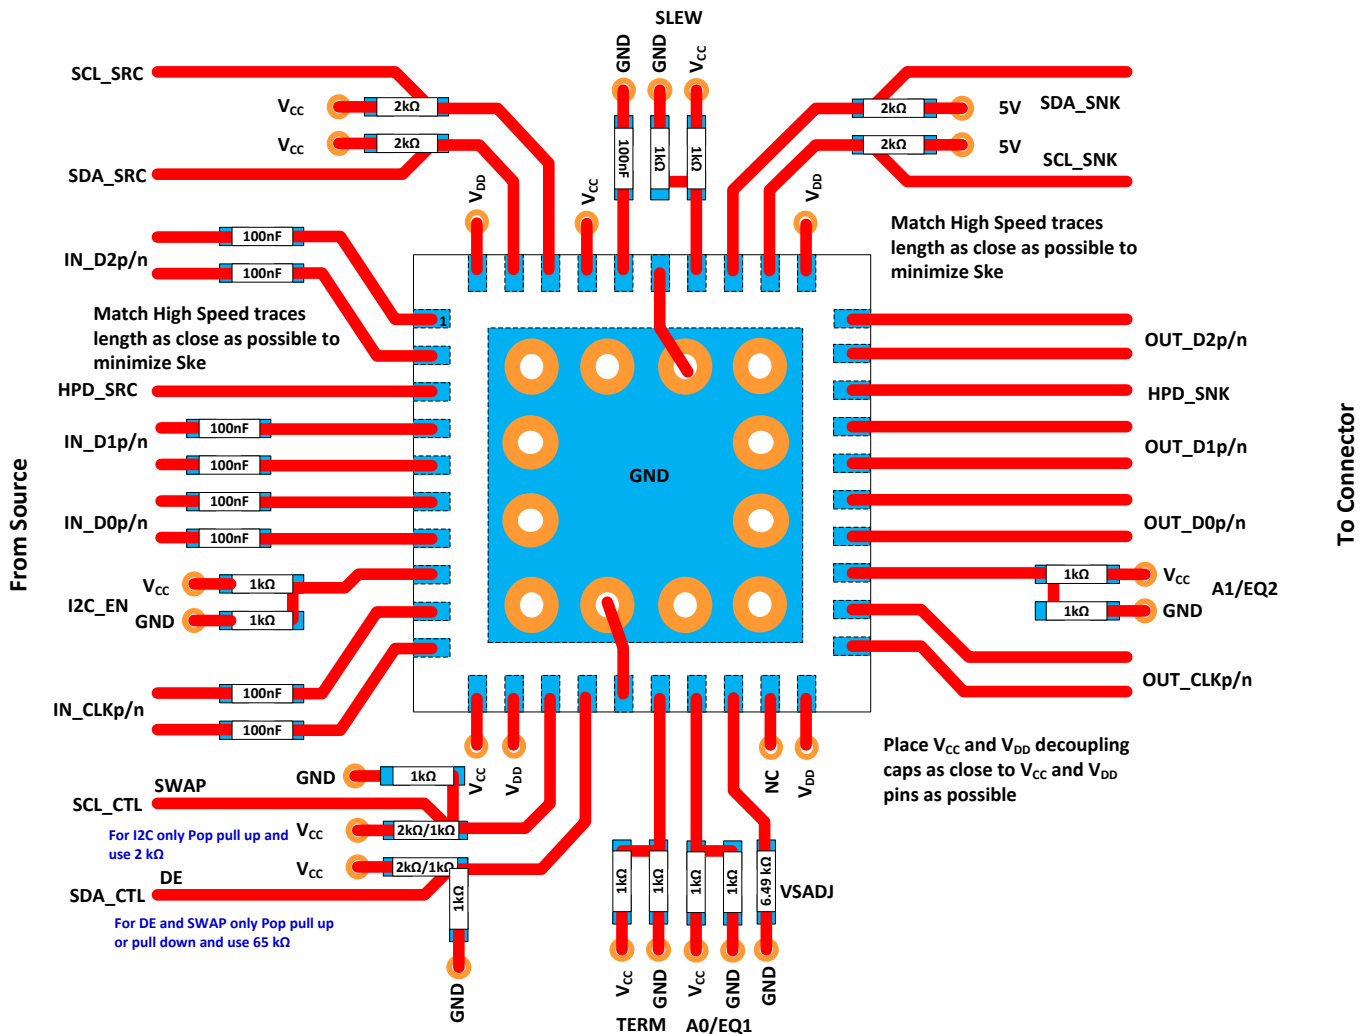 SLEW
GND
GND
VCC
SCL_SRC
VCC
2kΩ
VCC
2kΩ
SDA_SRC
100nF
1kΩ
1kΩ
2kΩ
5V
SDA_SNK
2kΩ
5V
SCL_SNK
VDD
VCC
VDD
Match High Speed traces
length as close as possible to
minimize Ske
100nF
IN_D2p/n
100nF
Match High Speed traces
length as close as possible to
minimize Ske
1
HPD_SRC
IN_D1p/n
100nF
100nF
IN_D0p/n
100nF
100nF
VCC
1kΩ
I2C_EN
GND
1kΩ
100nF
IN_CLKp/n
100nF
From Source
GND
OUT_D2p/n
HPD_SNK
OUT_D1p/n
OUT_D0p/n
1kΩ
VCC
A1/EQ2
1kΩ
GND
OUT_CLKp/n
To Connector
Place VCC and VDD decoupling
caps as close to VCC and VDD
pins as possible
VCC
VDD
NC
VDD
GND
1kΩ
SWAP
SCL_CTL
VCC
2kΩ/1kΩ
For I2C only Pop pull up and
use 2 kΩ
VCC
2kΩ/1kΩ
DE
SDA_CTL
1kΩ
For DE and SWAP only Pop pull up
or pull down and use 65 kΩ
GND
1kΩ
1kΩ
1kΩ
1kΩ
6.49 kΩ
VSADJ
VCC
GND
VCC
GND
GND
TERM
A0/EQ1